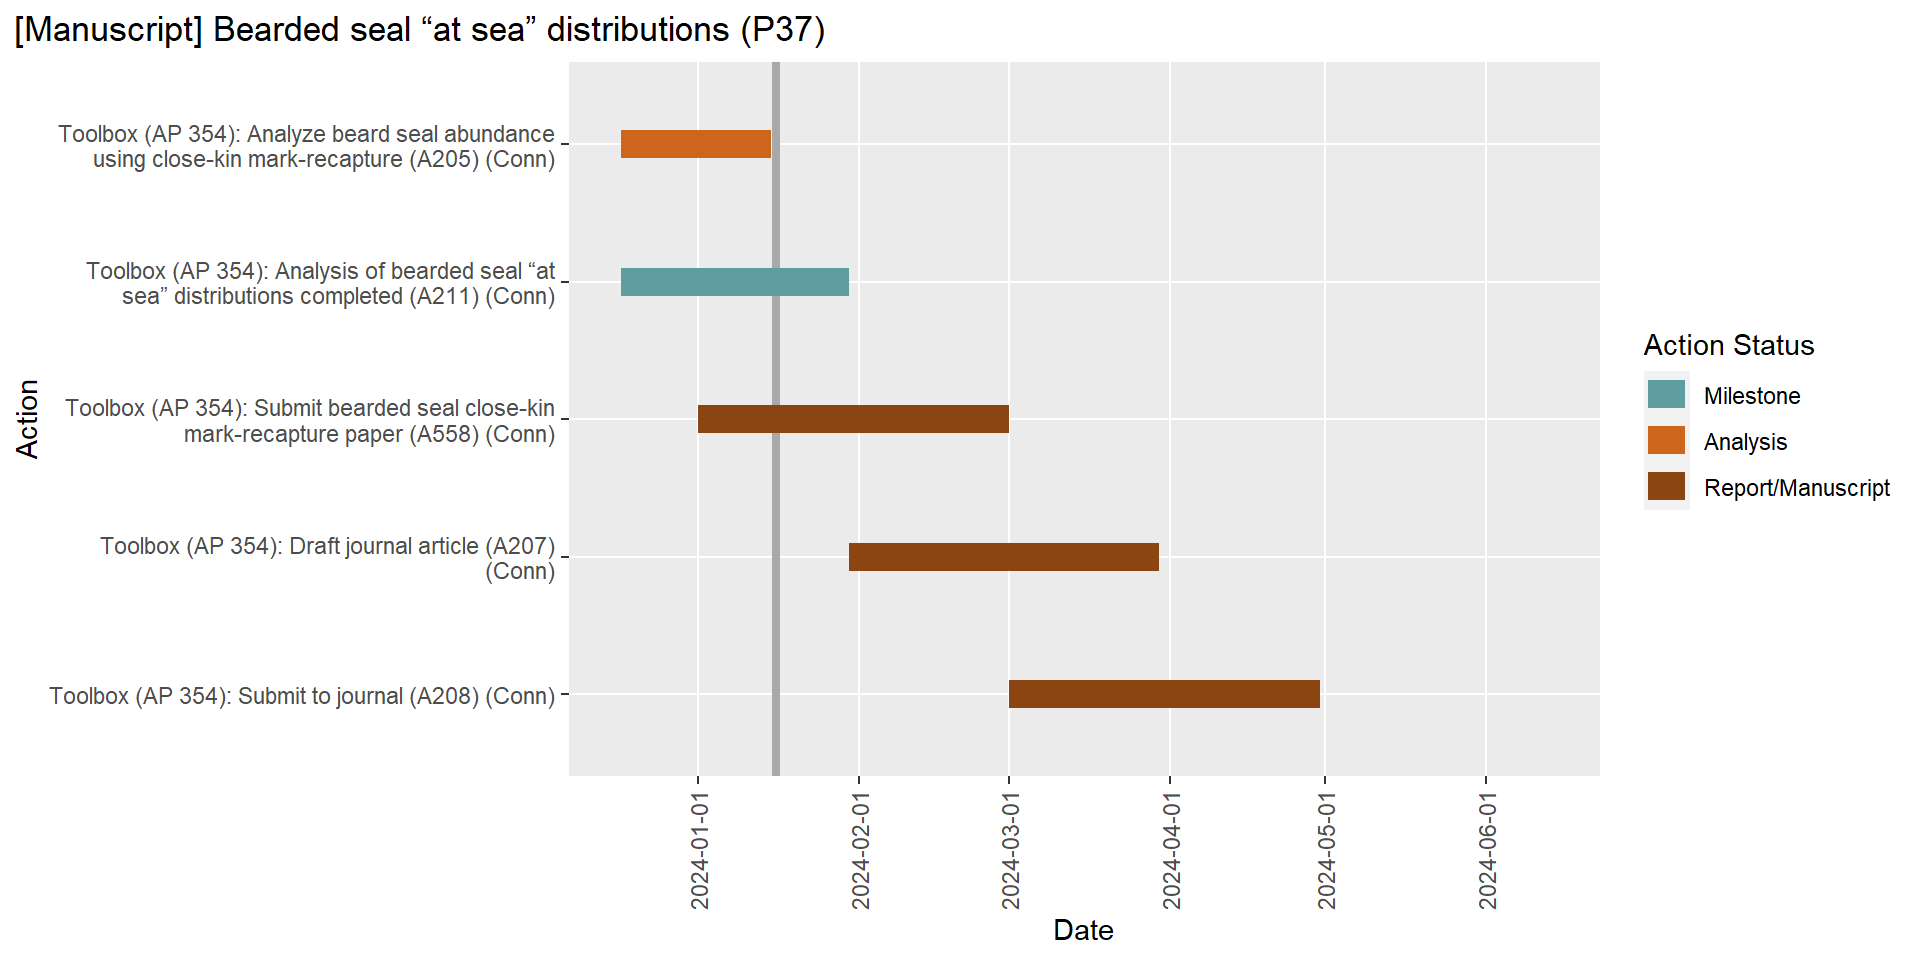 [Manuscript] Bearded seal “at sea” distributions (P37)
Action
Toolbox (AP 354): Analyze beard seal abundance
using close-kin mark-recapture (A205) (Conn)
Toolbox (AP 354): Analysis of bearded seal “at
sea” distributions completed (A211) (Conn)
Toolbox (AP 354): Submit bearded seal close-kin
mark-recapture paper (A558) (Conn)
Toolbox (AP 354): Draft journal article (A207)
(Conn)
Toolbox (AP 354): Submit to journal (A208) (Conn)
2024-01-01
2024-02-01
2024-03-01
2024-04-01
2024-05-01
2024-06-01
Date
Action Status
Milestone
Analysis
Report/Manuscript